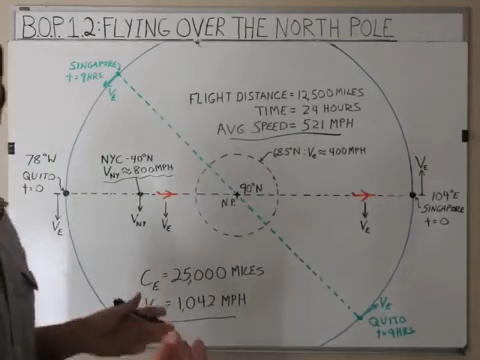 B.O.P. 1.2: FLYING OVER THE NORTH POLE
SINGAPORE
t=9HRS
VE
FLIGHT DISTANCE = 12,500 MILES
TIME = 24 HOURS
AVG SPEED = 521 MPH
78°W
QUITO
t=0
NYC-40°N
VNY ≈ 800 MPH
68.5°N: VE ≈ 400 MPH
VE
90°N
N.P.
104°E
SINGAPORE
t=0
VE
VNY
VE
VE
CE = 25,000 MILES
= 1,042 MPH
VE
QUITO
t=9HRS